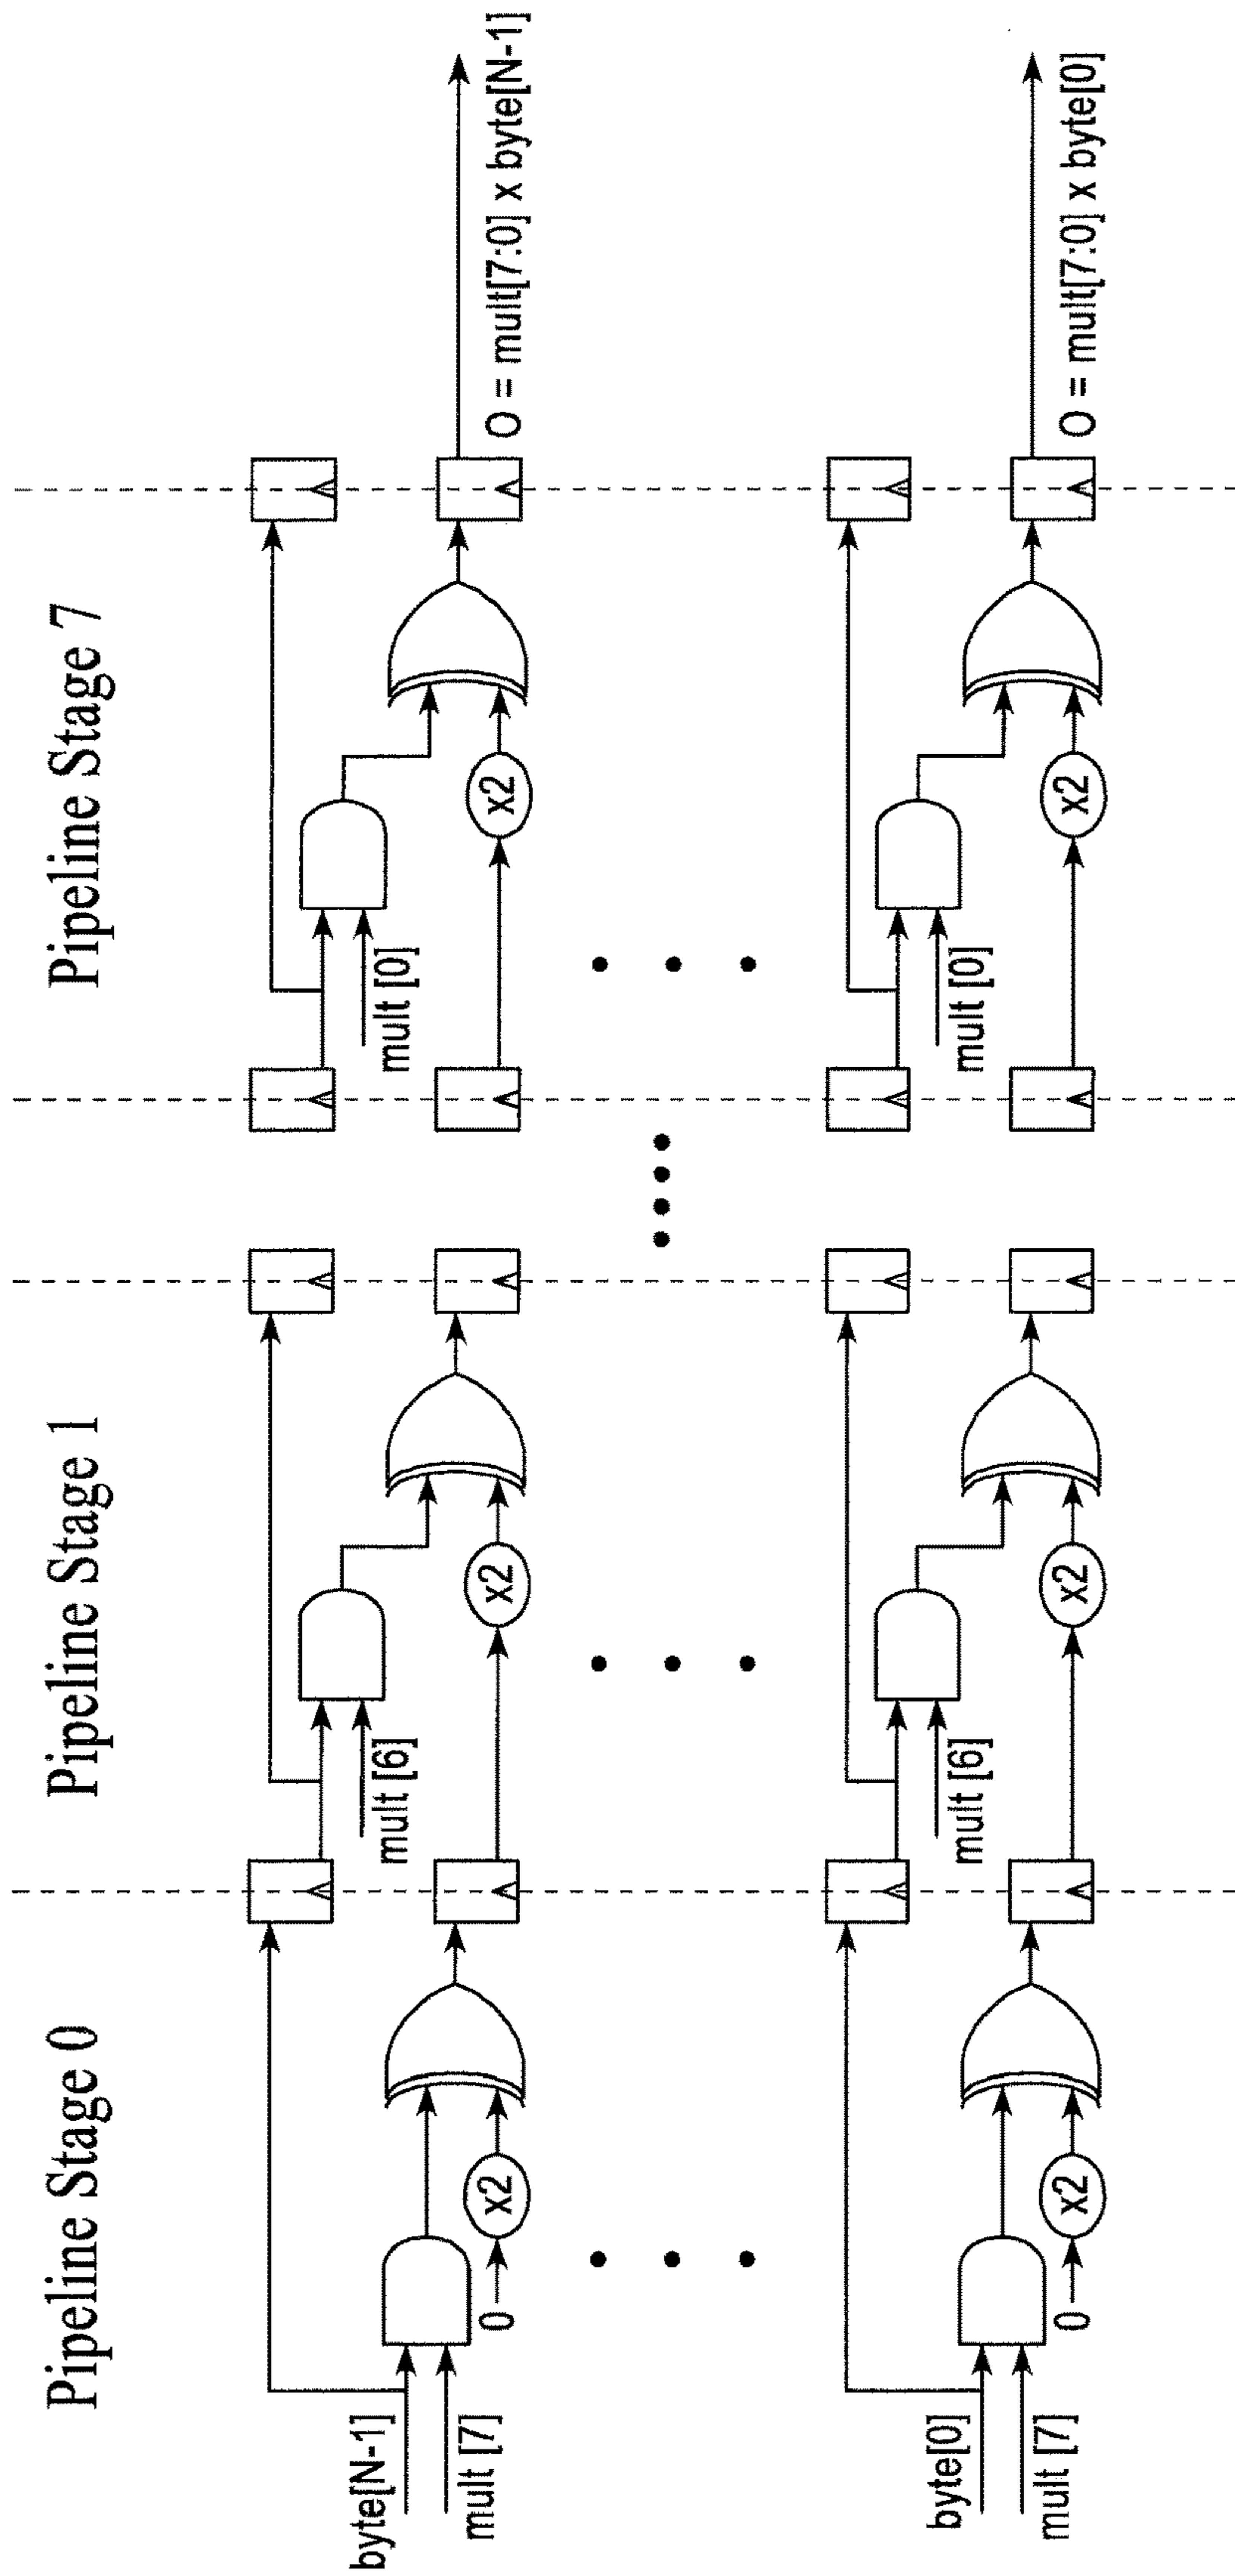 Pipeline Stage 0
Pipeline Stage 1
Pipeline Stage 7
byte[N-1]
mult [7]
0
x2
mult [6]
x2
mult [0]
x2
O = mult[7:0] x byte[N-1]
byte[0]
mult [7]
0
x2
mult [6]
x2
mult [0]
x2
O = mult[7:0] x byte[0]